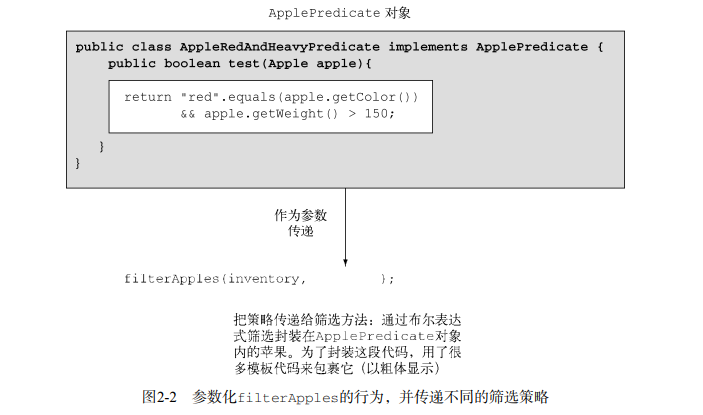 ApplePredicate 对象
public class AppleRedAndHeavyPredicate implements ApplePredicate {
public boolean test(Apple apple){
return "red".equals(apple.getColor())
&& apple.getWeight() > 150;
}
}
作为参数
传递
filterApples(inventory, );
把策略传递给筛选方法：通过布尔表达
式筛选封装在ApplePredicate对象
内的苹果。为了封装这段代码，用了很
多模板代码来包裹它（以粗体显示）
图2-2 参数化filterApples的行为，并传递不同的筛选策略